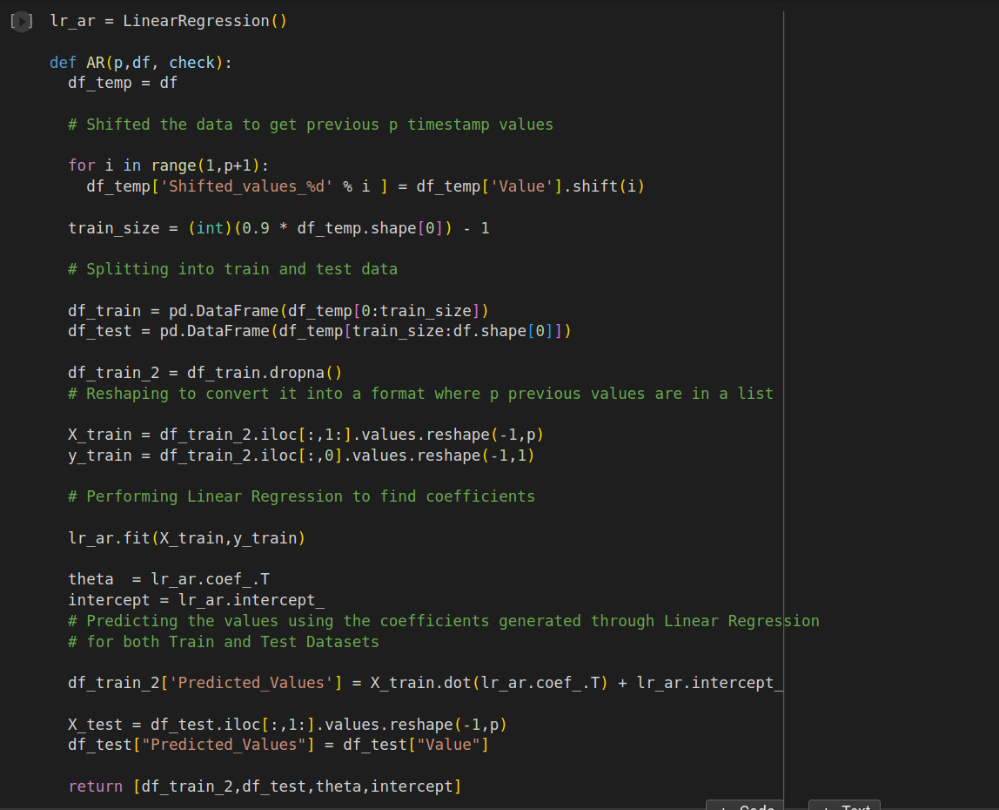 lr_ar = LinearRegression()
def AR(p,df, check):
df_temp = df
# Shifted the data to get previous p timestamp values
for i in range(1,p+1):
df_temp['Shifted_values_%d' % i ] = df_temp['Value'].shift(i)
train_size = (int)(0.9 * df_temp.shape[0]) - 1
# Splitting into train and test data
df_train = pd.DataFrame(df_temp[0:train_size])
df_test = pd.DataFrame(df_temp[train_size:df.shape[0]])
df_train_2 = df_train.dropna()
# Reshaping to convert it into a format where p previous values are in a list
X_train = df_train_2.iloc[:,1:].values.reshape(-1,p)
y_train = df_train_2.iloc[:,0].values.reshape(-1,1)
# Performing Linear Regression to find coefficients
lr_ar.fit(X_train,y_train)
theta  = lr_ar.coef_.T
intercept = lr_ar.intercept_
# Predicting the values using the coefficients generated through Linear Regression
# for both Train and Test Datasets
df_train_2['Predicted_Values'] = X_train.dot(lr_ar.coef_.T) + lr_ar.intercept_
X_test = df_test.iloc[:,1:].values.reshape(-1,p)
df_test["Predicted_Values"] = df_test["Value"]
return [df_train_2,df_test,theta,intercept]
+ Code + Text